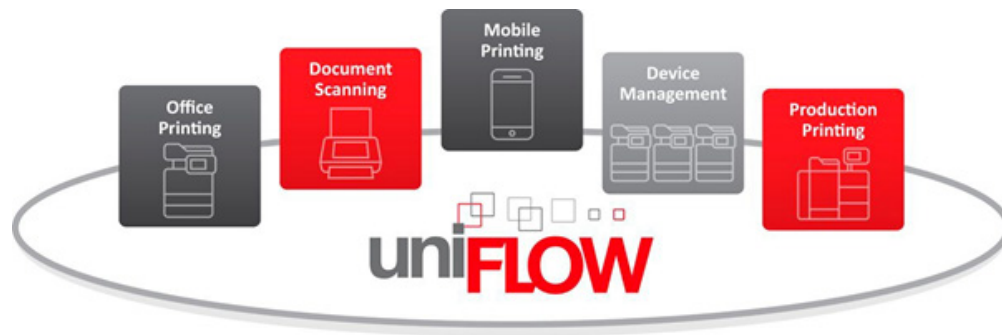 Office
Printing
Document
Scanning
Mobile
Printing
Device
Management
Production
Printing
uniFLOW